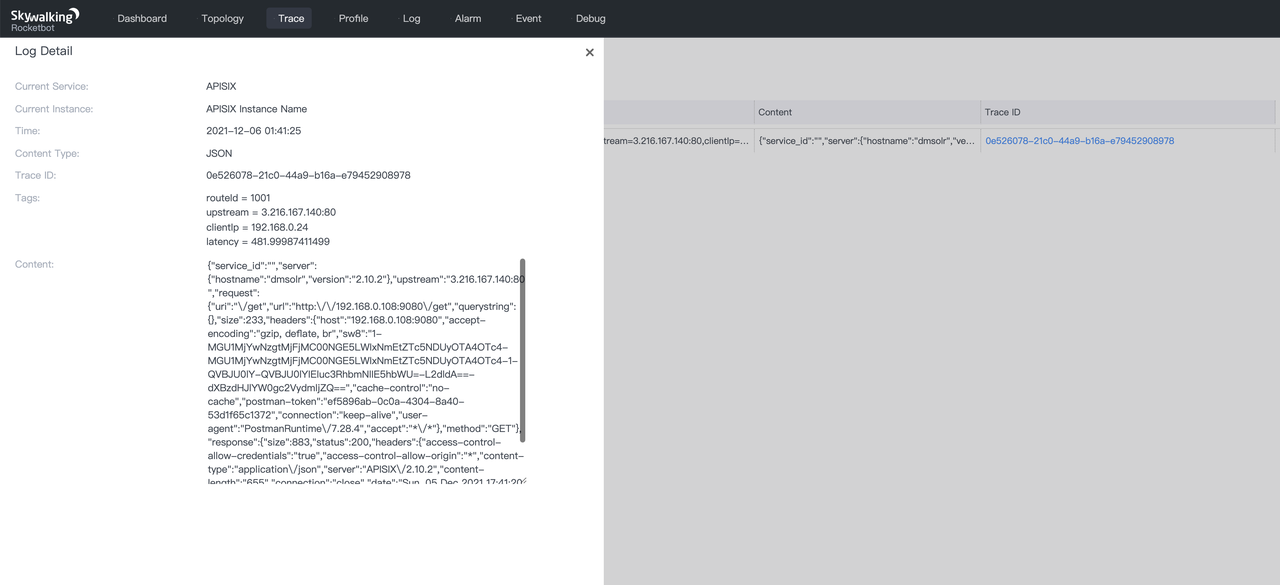 Skywalking
Rocketbot
Dashboard
Topology
Trace
Profile
Log
Alarm
Event
Debug
Log Detail
Current Service: APISIX
Current Instance: APISIX Instance Name
Time: 2021-12-06 01:41:25
Content Type: JSON
Trace ID: 0e526078-21c0-44a9-b16a-e79452908978
Tags: routeId = 1001
upstream = 3.216.167.140:80
clientIp = 192.168.0.24
latency = 481.99987411499
Content: {"service_id":"","server":
{"hostname":"dmsolr","version":"2.10.2"},"upstream":"3.216.167.140:80
","request":
{"uri":"\/get","url":"http:\/\/192.168.0.108:9080\/get","querystring":
{},"size":233,"headers":{"host":"192.168.0.108:9080","accept-
encoding":"gzip, deflate, br","sw8":"1-
MGU1MjYwNzgtMjFjMC00NGE5LWIxNmEtZTc5NDUyOTA4OTc4-
MGU1MjYwNzgtMjFjMC00NGE5LWIxNmEtZTc5NDUyOTA4OTc4-1-
QVBJU0lY-QVBJU0lYIEluc3RhbmNlIE5hbWU=-L2dldA==-
dXBzdHJlYW0gc2VydmljZQ==","cache-control":"no-
cache","postman-token":"ef5896ab-0c0a-4304-8a40-
53d1f65c1372","connection":"keep-alive","user-
agent":"PostmanRuntime\/7.28.4","accept":"*\/*"},"method":"GET"},
"response":{"size":883,"status":200,"headers":{"access-control-
allow-credentials":"true","access-control-allow-origin":"*","content-
type":"application\/json","server":"APISIX\/2.10.2","content-
length":"655","connection":"close","date":"Sun, 05 Dec 2021 17:41:20
Content
Trace ID
tream=3.216.167.140:80,clientIp=...
{"service_id":"","server":{"hostname":"dmsolr","ve...
0e526078-21c0-44a9-b16a-e79452908978